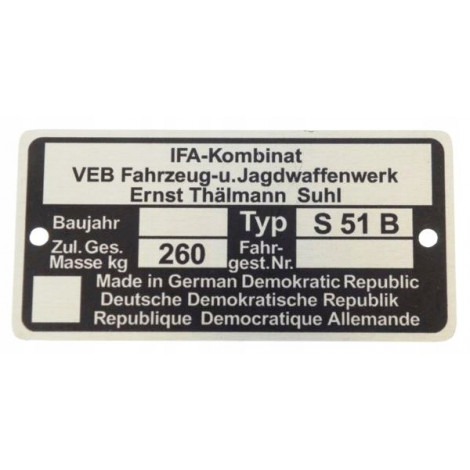 IFA-Kombinat
VEB Fahrzeug-u.Jagdwaffenwerk
Ernst Thälmann Suhl
Baujahr Typ S 51 B
Zul. Ges. Masse kg 260 Fahr-gest.Nr.
Made in German Demokratic Republic
Deutsche Demokratische Republik
Republique Democratique Allemande